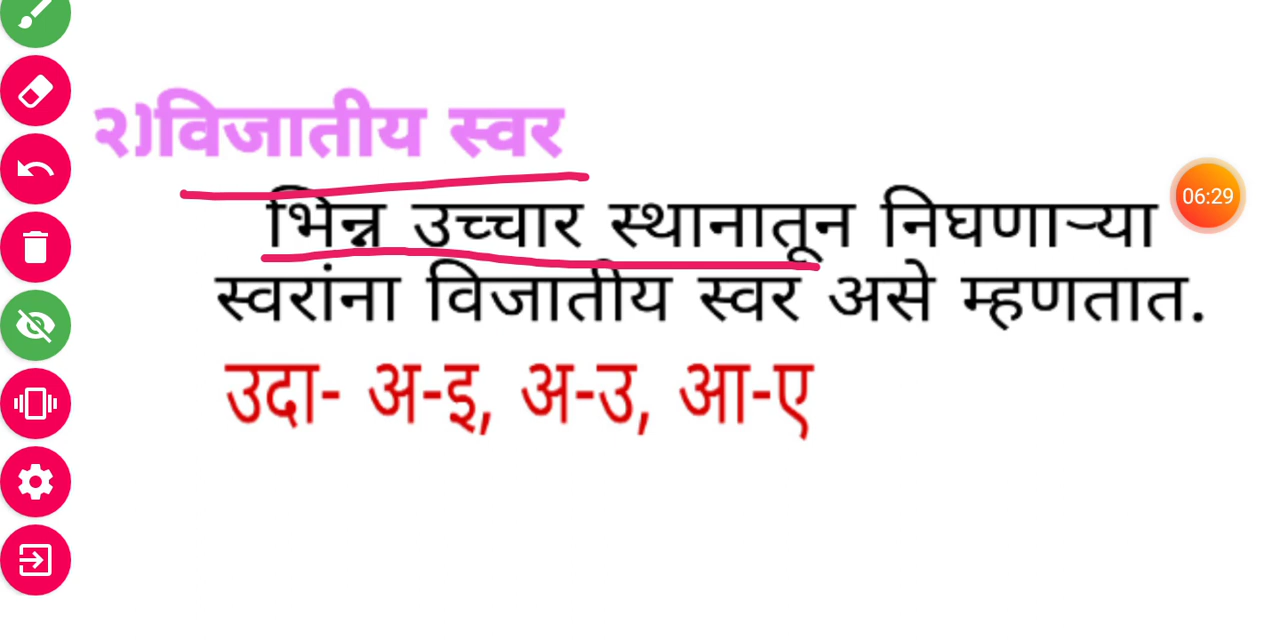 २)विजातीय स्वर
भिन्न उच्चार स्थानातून निघणाऱ्या
06:29
स्वरांना विजातीय स्वर असे म्हणतात.
उदा- अ-इ, अ-उ, आ-ए